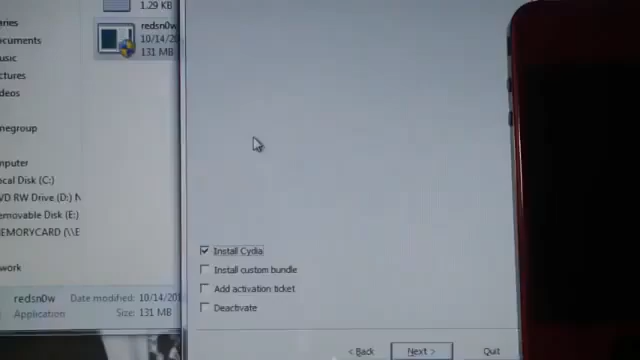 1.29 KB
redsn0w
10/14/20
131 MB
aries
ocuments
usic
ctures
deos
megroup
mputer
cal Disk (C:)
VD RW Drive (D:) N
emovable Disk (E:)
EMORYCARD (\\E
work
Install Cydia
Install custom bundle
Add activation ticket
Deactivate
redsn0w Date modified: 10/14/20
Application Size: 131 MB
< Back Next > Quit